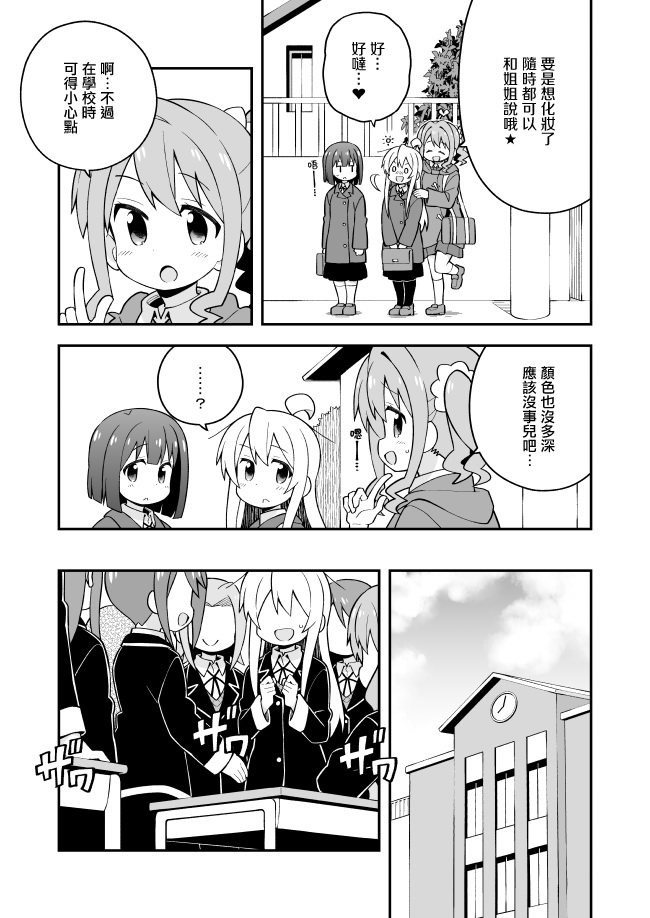 要是想化妝了
隨時都可以
和姐姐說哦★
好…
好噠…♥
唔——…
啊…不過
在學校時
可得小心點
顏色也沒多深
應該沒事兒吧…
嗯——…
……?
ザワ
ザワ
ザワ